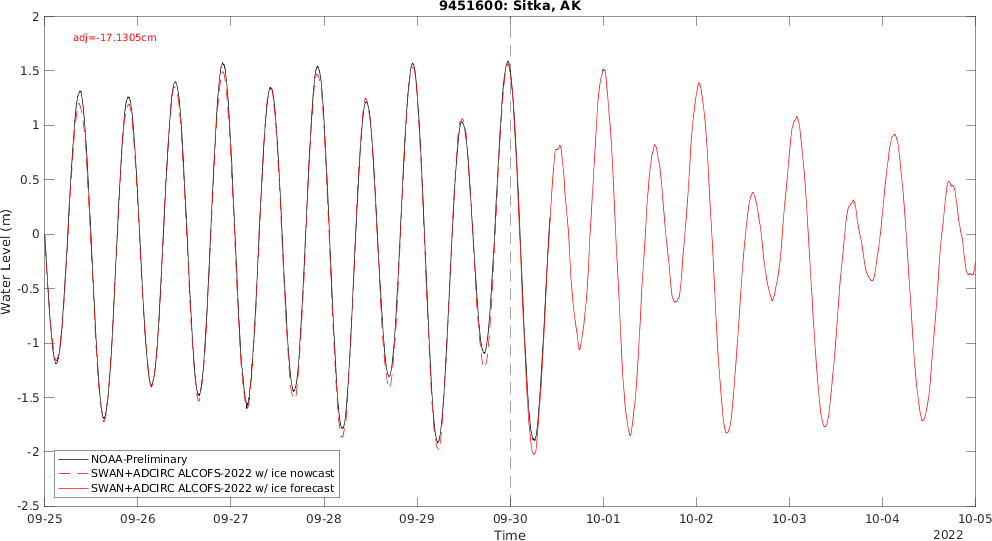 9451600: Sitka, AK
adj=-17.1305cm
2
1.5
1
0.5
0
-0.5
-1
-1.5
-2
-2.5
Water Level (m)
NOAA-Preliminary
SWAN+ADCIRC ALCOFS-2022 w/ ice nowcast
SWAN+ADCIRC ALCOFS-2022 w/ ice forecast
09-25 09-26 09-27 09-28 09-29 09-30 10-01 10-02 10-03 10-04 10-05
Time
2022